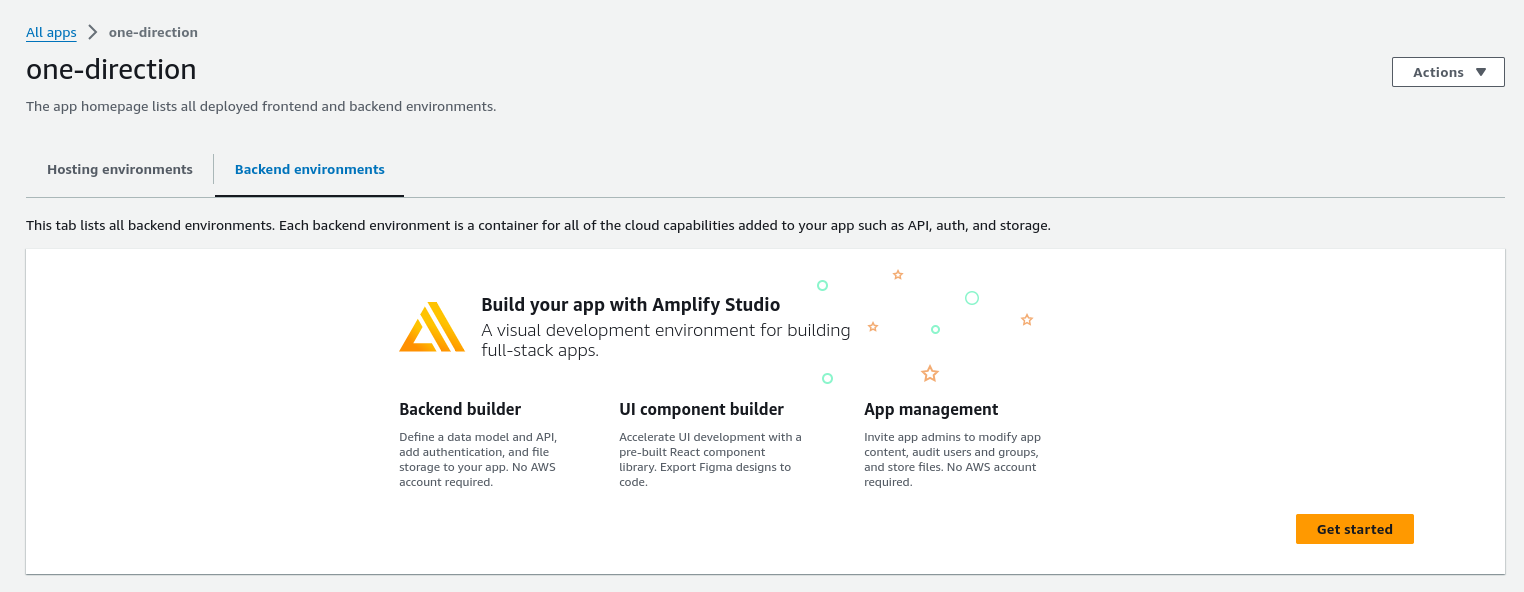 All apps > one-direction
one-direction
Actions
The app homepage lists all deployed frontend and backend environments.
Hosting environments
Backend environments
This tab lists all backend environments. Each backend environment is a container for all of the cloud capabilities added to your app such as API, auth, and storage.
Build your app with Amplify Studio
A visual development environment for building
full-stack apps.
Backend builder
Define a data model and API,
add authentication, and file
storage to your app. No AWS
account required.
UI component builder
Accelerate UI development with a
pre-built React component
library. Export Figma designs to
code.
App management
Invite app admins to modify app
content, audit users and groups,
and store files. No AWS account
required.
Get started